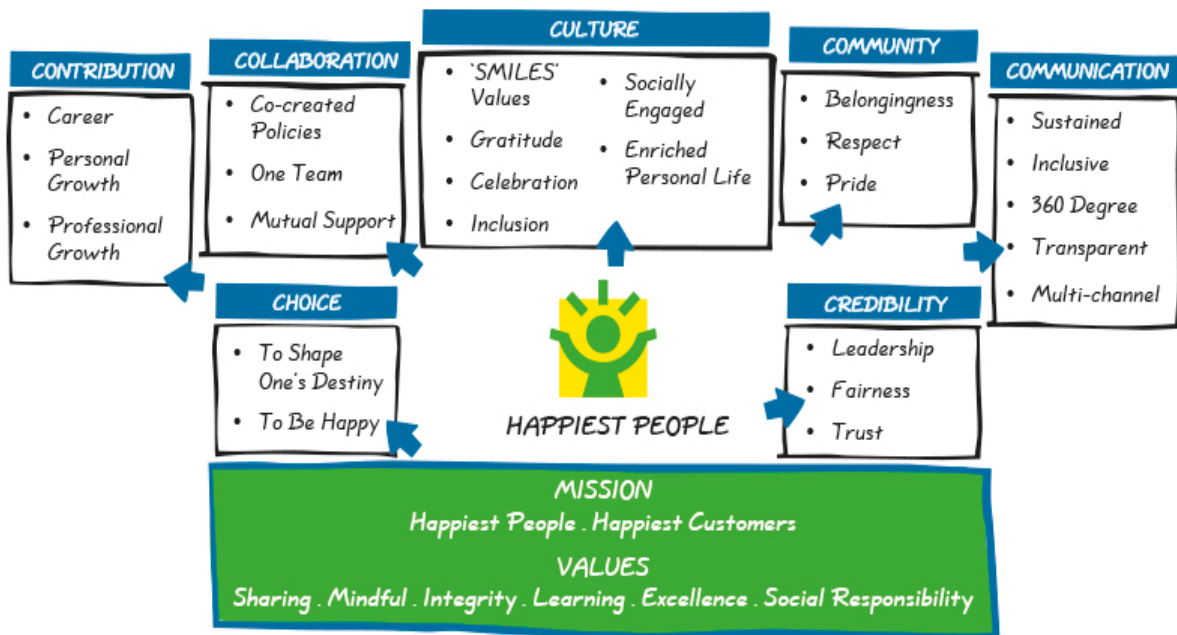 CONTRIBUTION
• Career
• Personal
Growth
• Professional
Growth
COLLABORATION
• Co-created
Policies
• One Team
• Mutual Support
CULTURE
• 'SMILES'
Values
• Gratitude
• Celebration
• Inclusion
• Socially
Engaged
• Enriched
Personal Life
COMMUNITY
• Belongingness
• Respect
• Pride
COMMUNICATION
• Sustained
• Inclusive
• 360 Degree
• Transparent
• Multi-channel
CHOICE
• To Shape
One's Destiny
• To Be Happy
HAPPIEST PEOPLE
CREDIBILITY
• Leadership
• Fairness
• Trust
MISSION
Happiest People . Happiest Customers
VALUES
Sharing . Mindful . Integrity . Learning . Excellence . Social Responsibility